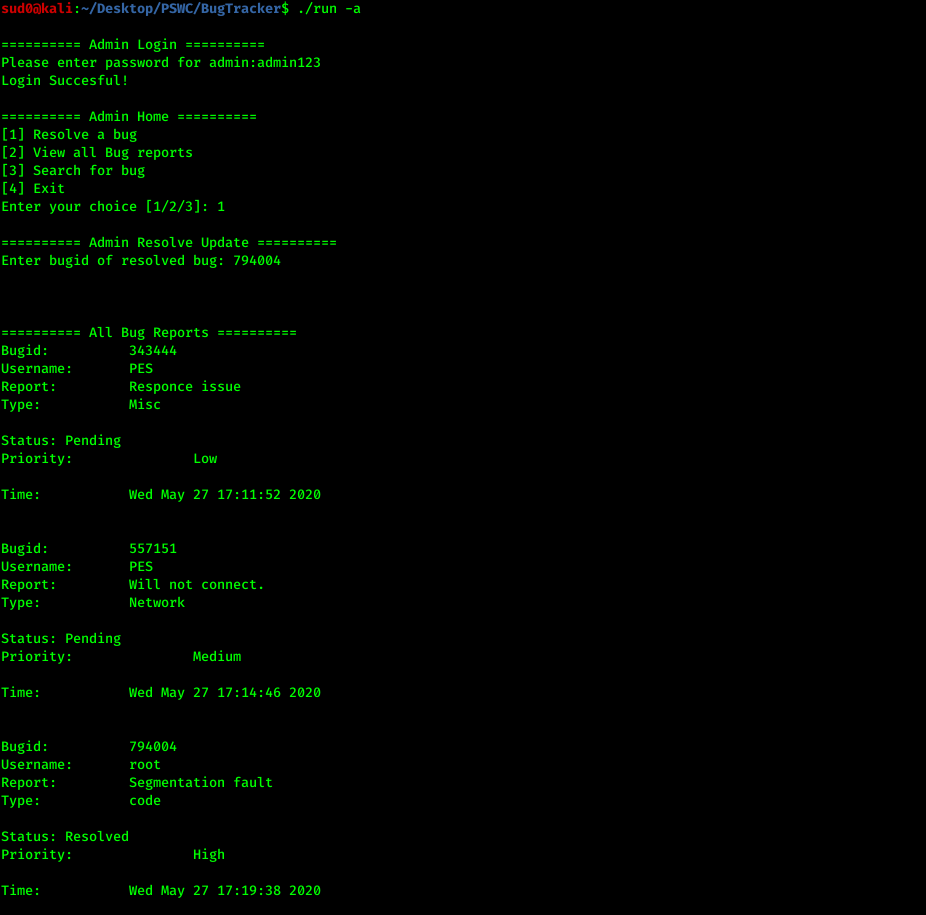 sud0@kali:~/Desktop/PSWC/BugTracker$ ./run -a
========== Admin Login ==========
Please enter password for admin:admin123
Login Succesful!
========== Admin Home ==========
[1] Resolve a bug
[2] View all Bug reports
[3] Search for bug
[4] Exit
Enter your choice [1/2/3]: 1
========== Admin Resolve Update ==========
Enter bugid of resolved bug: 794004
========== All Bug Reports ==========
Bugid:          343444
Username:       PES
Report:         Responce issue
Type:           Misc
Status: Pending
Priority:               Low
Time:           Wed May 27 17:11:52 2020
Bugid:          557151
Username:       PES
Report:         Will not connect.
Type:           Network
Status: Pending
Priority:               Medium
Time:           Wed May 27 17:14:46 2020
Bugid:          794004
Username:       root
Report:         Segmentation fault
Type:           code
Status: Resolved
Priority:               High
Time:           Wed May 27 17:19:38 2020